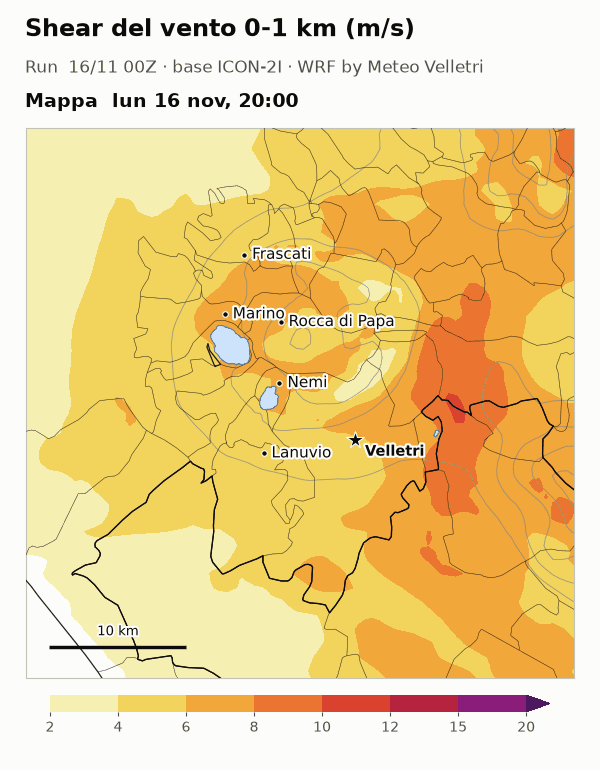 Shear del vento 0-1 km (m/s)
Run  16/11 00Z · base ICON-2I · WRF by Meteo Velletri
Mappa  lun 16 nov, 20:00
Frascati
Marino
Rocca di Papa
Nemi
Velletri
Lanuvio
10 km
2 4 6 8 10 12 15 20